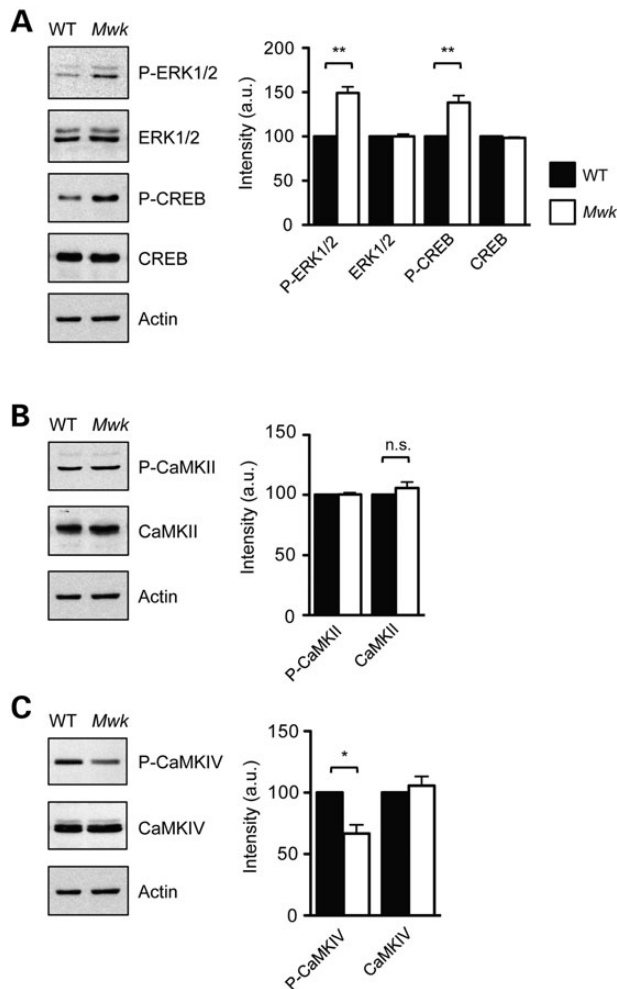 A
WT Mwk
P-ERK1/2
ERK1/2
P-CREB
CREB
Actin
Intensity (a.u.)
200
150
100
50
0
** **
P-ERK1/2 ERK1/2 P-CREB CREB
WT
Mwk
B
WT Mwk
P-CaMKII
CaMKII
Actin
Intensity (a.u.)
150
100
50
0
n.s.
P-CaMKII CaMKII
C
WT Mwk
P-CaMKIV
CaMKIV
Actin
Intensity (a.u.)
150
100
50
0
*
P-CaMKIV CaMKIV